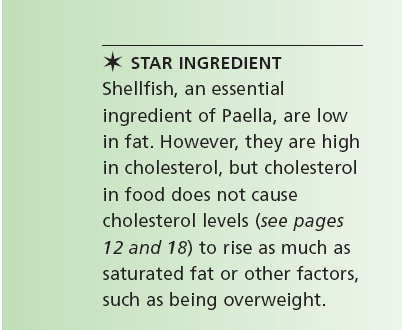 ✶ STAR INGREDIENT
Shellfish, an essential
ingredient of Paella, are low
in fat. However, they are high
in cholesterol, but cholesterol
in food does not cause
cholesterol levels (see pages
12 and 18) to rise as much as
saturated fat or other factors,
such as being overweight.